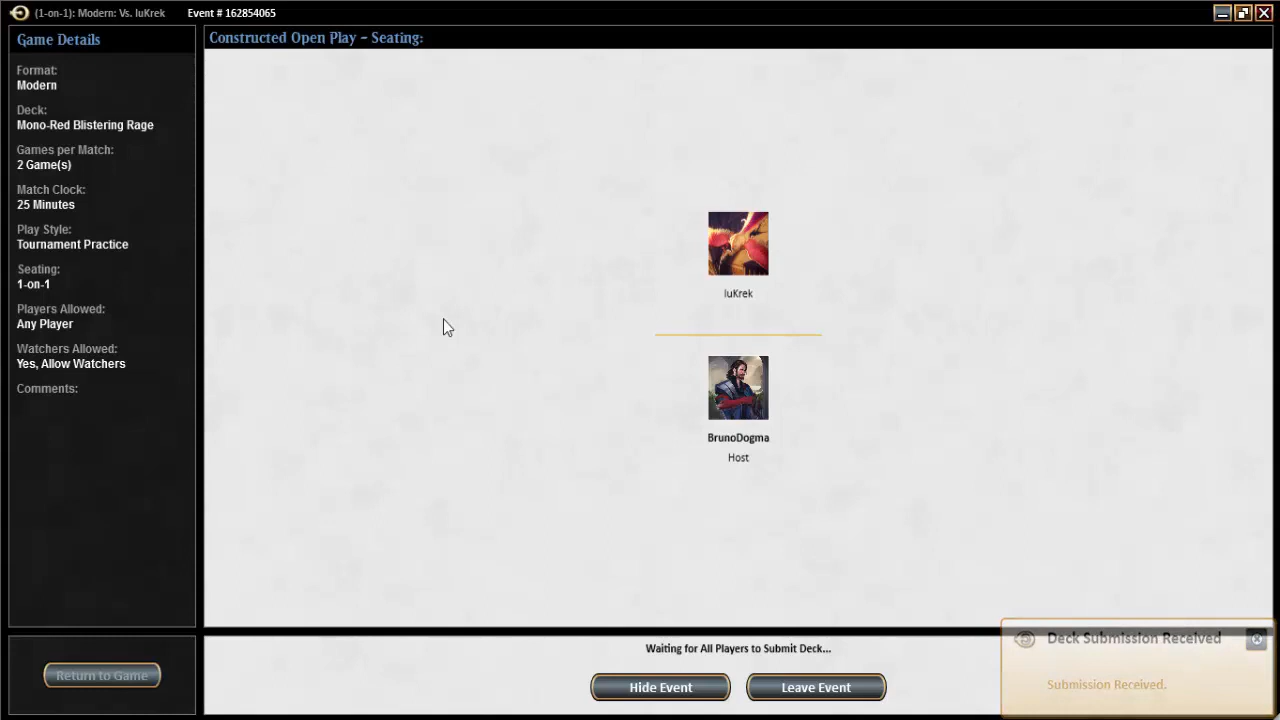 (1-on-1): Modern: Vs. luKrek Event # 162854065
Game Details
Format:
Modern
Deck:
Mono-Red Blistering Rage
Games per Match:
2 Game(s)
Match Clock:
25 Minutes
Play Style:
Tournament Practice
Seating:
1-on-1
Players Allowed:
Any Player
Watchers Allowed:
Yes, Allow Watchers
Comments:
Return to Game
Constructed Open Play - Seating:
luKrek
BrunoDogma
Host
Waiting for All Players to Submit Deck...
Hide Event
Leave Event
Deck Submission Received
Submission Received.